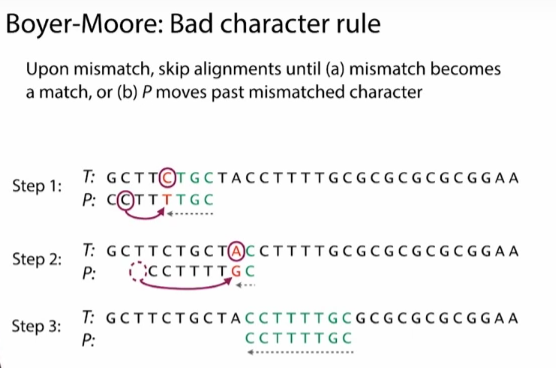 Boyer-Moore: Bad character rule
Upon mismatch, skip alignments until (a) mismatch becomes
a match, or (b) P moves past mismatched character
Step 1:
T: GCTTCTGCTACCTTTTGCGCGCGCGCGGAA
P: CCTTTTGC
Step 2:
T: GCTTCTGCTACCTTTTGCGCGCGCGCGGAA
P: CCTTTTGC
Step 3:
T: GCTTCTGCTACCTTTTGCGCGCGCGCGGAA
P: CCTTTTGC